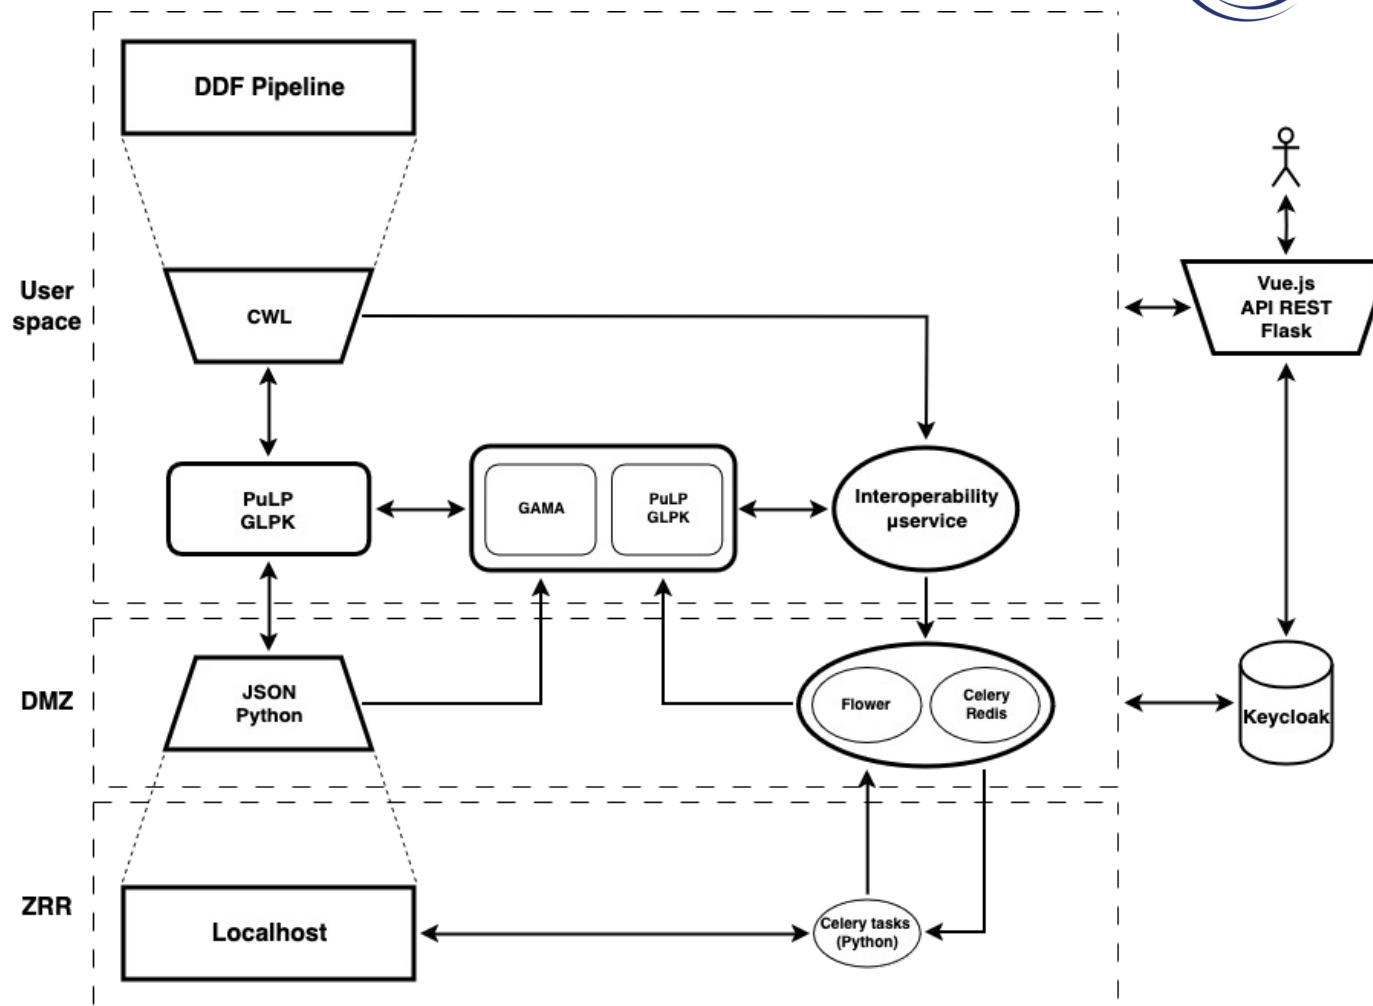 DDF Pipeline
User
space
CWL
Vue.js
API REST
Flask
PuLP
GLPK
GAMA
PuLP
GLPK
Interoperability
µservice
DMZ
JSON
Python
Flower
Celery
Redis
Keycloak
ZRR
Localhost
Celery tasks
(Python)